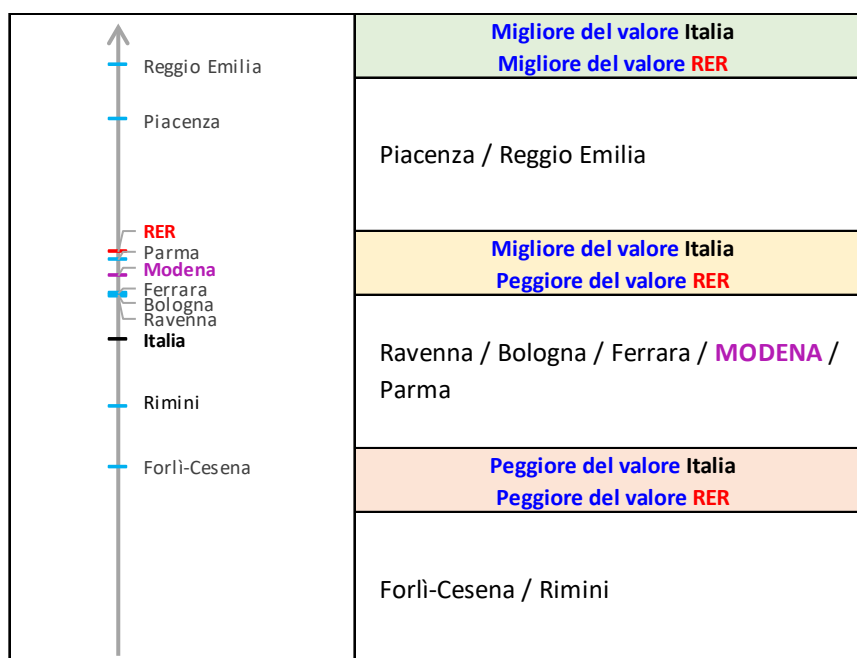 Reggio Emilia
Piacenza
RER
Parma
Modena
Ferrara
Bologna
Ravenna
Italia
Rimini
Forlì-Cesena
Migliore del valore Italia
Migliore del valore RER
Piacenza / Reggio Emilia
Migliore del valore Italia
Peggiore del valore RER
Ravenna / Bologna / Ferrara / MODENA /
Parma
Peggiore del valore Italia
Peggiore del valore RER
Forlì-Cesena / Rimini